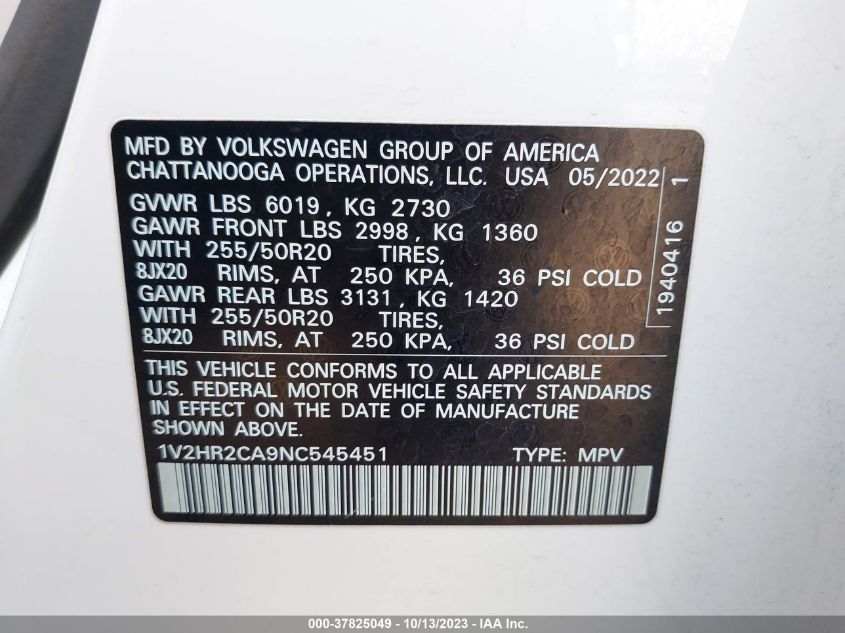 MFD BY VOLKSWAGEN GROUP OF AMERICA
CHATTANOOGA OPERATIONS, LLC. USA 05/2022
GVWR LBS 6019, KG 2730
GAWR FRONT LBS 2998, KG 1360
WITH 255/50R20 TIRES,
8JX20 RIMS, AT 250 KPA, 36 PSI COLD
GAWR REAR LBS 3131, KG 1420
WITH 255/50R20 TIRES,
8JX20 RIMS, AT 250 KPA, 36 PSI COLD
1940416 1
THIS VEHICLE CONFORMS TO ALL APPLICABLE
U.S. FEDERAL MOTOR VEHICLE SAFETY STANDARDS
IN EFFECT ON THE DATE OF MANUFACTURE
SHOWN ABOVE.
1V2HR2CA9NC545451 TYPE: MPV
000-37825049 - 10/13/2023 - IAA Inc.